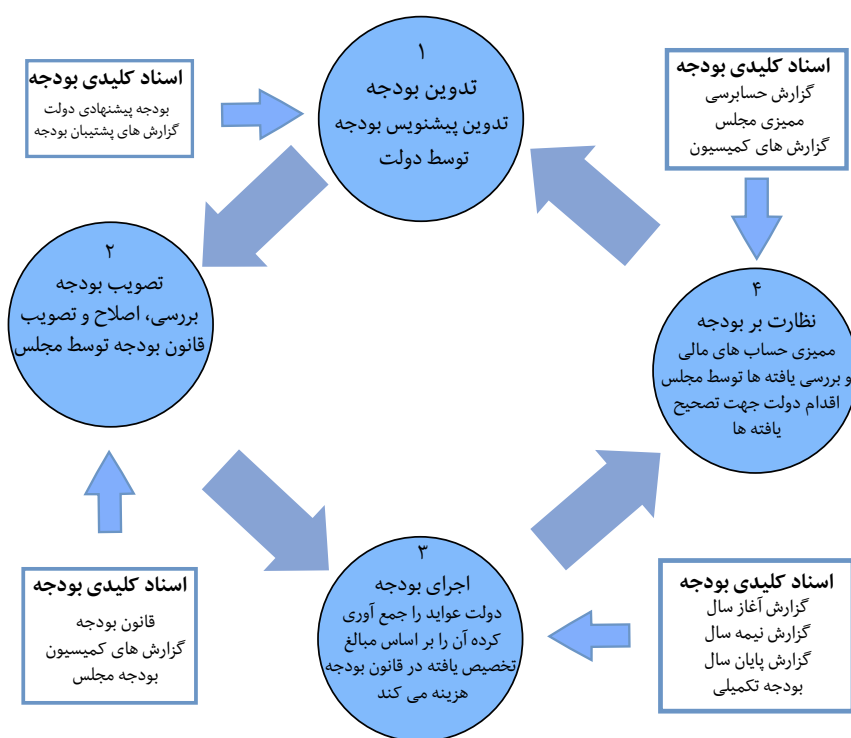 ۱
تدوین بودجه
تدوین پیشنویس بودجه
توسط دولت
اسناد کلیدی بودجه
بودجه پیشنهادی دولت
گزارش های پشتیبان بودجه
۲
تصویب بودجه
بررسی، اصلاح و تصویب
قانون بودجه توسط مجلس
اسناد کلیدی بودجه
قانون بودجه
گزارش های کمیسیون
بودجه مجلس
۳
اجرای بودجه
دولت عواید را جمع آوری
کرده آن را بر اساس مبالغ
تخصیص یافته در قانون بودجه
هزینه می کند
اسناد کلیدی بودجه
گزارش آغاز سال
گزارش نیمه سال
گزارش پایان سال
بودجه تکمیلی
۴
نظارت بر بودجه
ممیزی حساب های مالی
و بررسی یافته ها توسط مجلس
اقدام دولت جهت تصحیح
یافته ها
اسناد کلیدی بودجه
گزارش حسابرسی
ممیزی مجلس
گزارش های کمیسیون